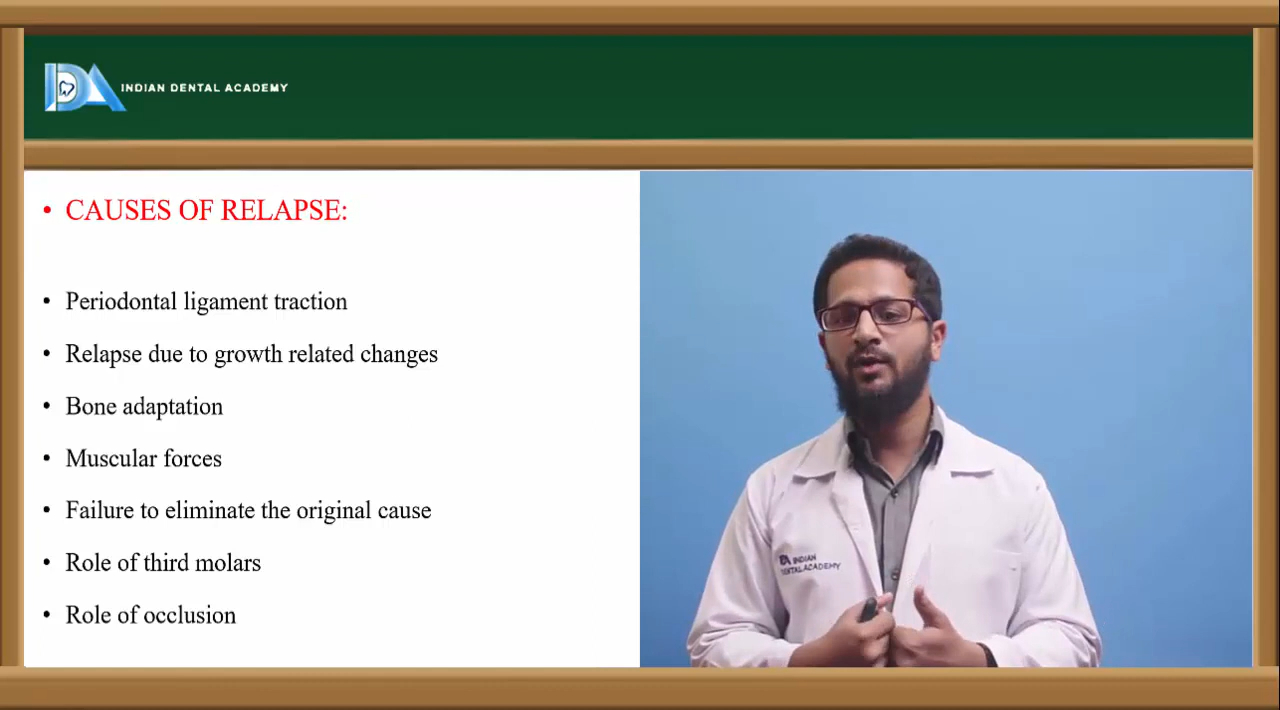 INDIAN DENTAL ACADEMY
• CAUSES OF RELAPSE:
• Periodontal ligament traction
• Relapse due to growth related changes
• Bone adaptation
• Muscular forces
• Failure to eliminate the original cause
• Role of third molars
• Role of occlusion
INDIAN
DENTAL ACADEMY